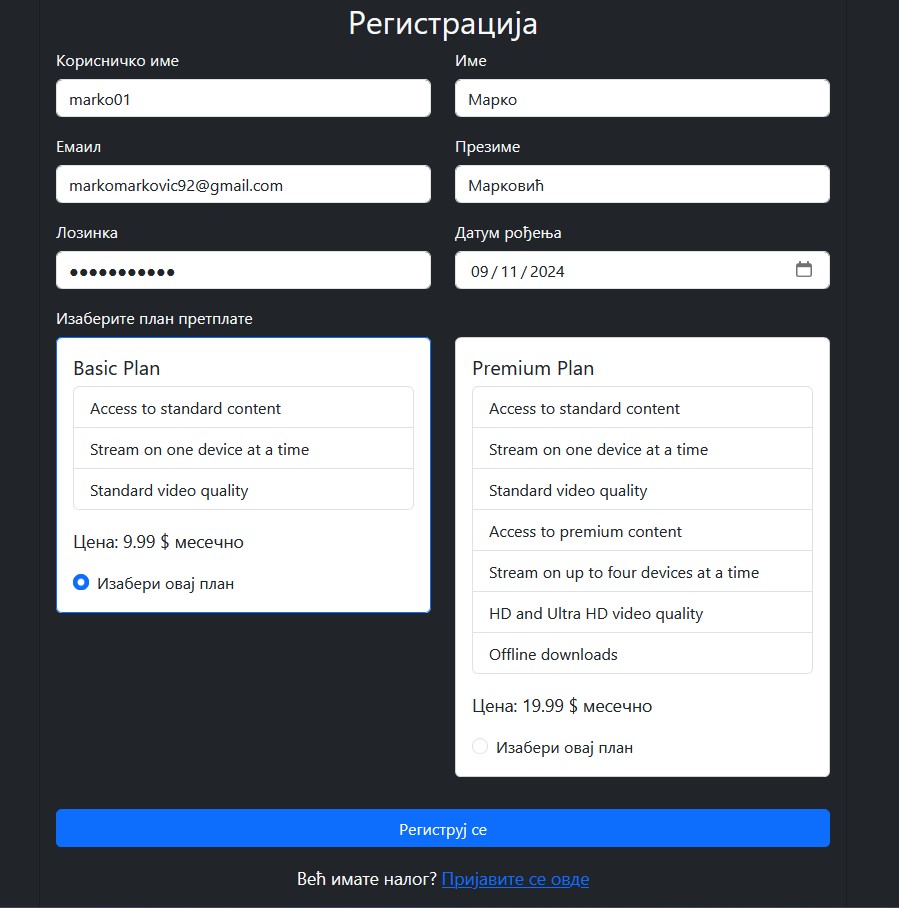 Регистрација
Корисничко име
Име
marko01
Марко
Емаил
Презиме
markomarkovic92@gmail.com
Марковић
Лозинка
Датум рођења
●●●●●●●●●●●
09 / 11 / 2024
Изаберите план претплате
Basic Plan
Access to standard content
Stream on one device at a time
Standard video quality
Цена: 9.99 $ месечно
Изабери овај план
Premium Plan
Access to standard content
Stream on one device at a time
Standard video quality
Access to premium content
Stream on up to four devices at a time
HD and Ultra HD video quality
Offline downloads
Цена: 19.99 $ месечно
Изабери овај план
Региструј се
Већ имате налог? Пријавите се овде